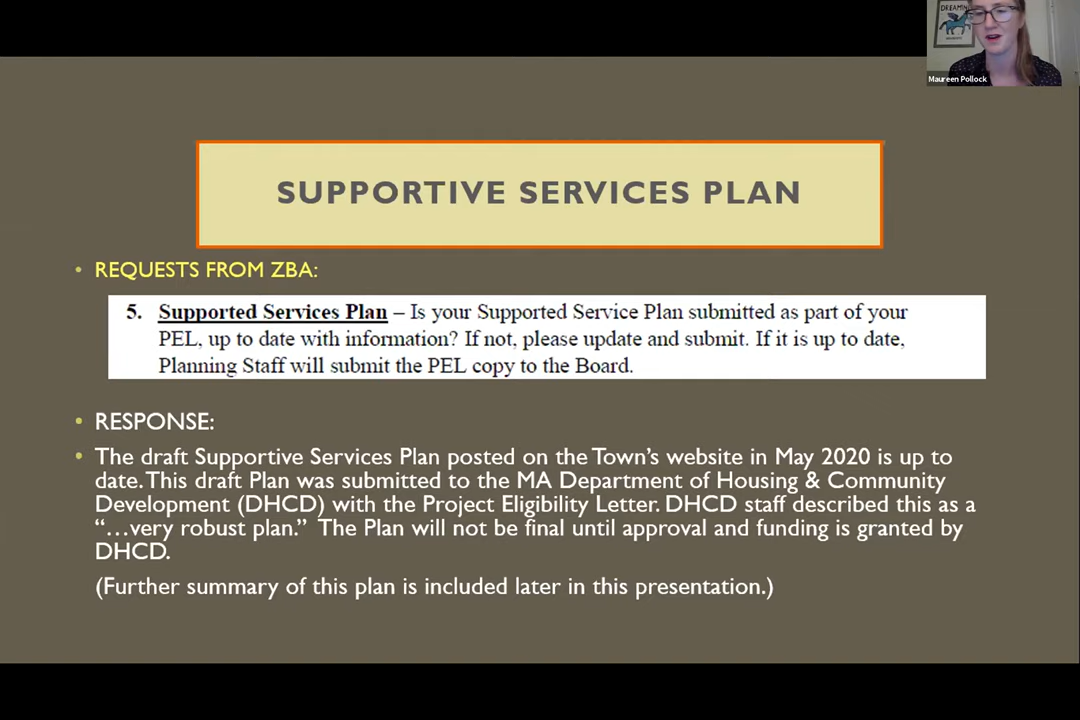 DREAMIN
Maureen Pollock
SUPPORTIVE SERVICES PLAN
• REQUESTS FROM ZBA:
5. Supported Services Plan – Is your Supported Service Plan submitted as part of your
PEL, up to date with information? If not, please update and submit. If it is up to date,
Planning Staff will submit the PEL copy to the Board.
• RESPONSE:
• The draft Supportive Services Plan posted on the Town’s website in May 2020 is up to
date. This draft Plan was submitted to the MA Department of Housing & Community
Development (DHCD) with the Project Eligibility Letter. DHCD staff described this as a
“…very robust plan.” The Plan will not be final until approval and funding is granted by
DHCD.
(Further summary of this plan is included later in this presentation.)